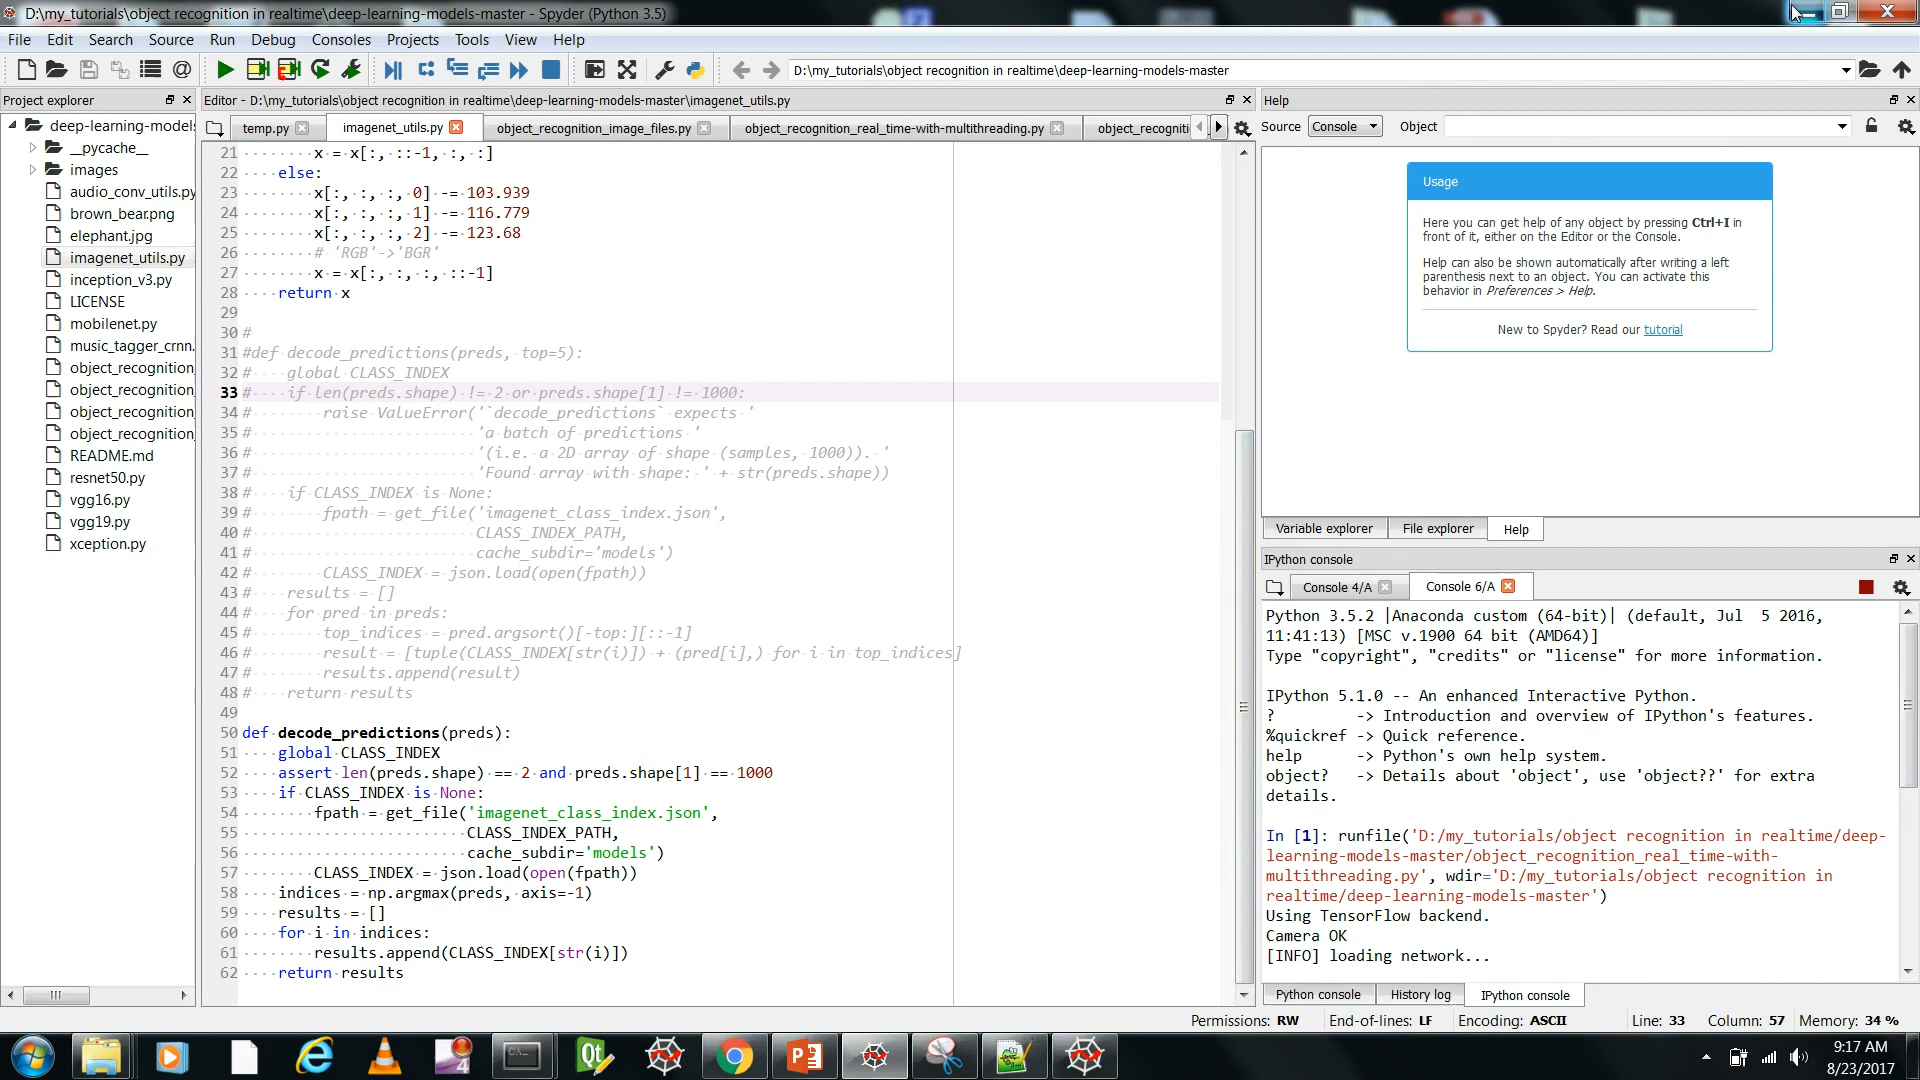 D:\my_tutorials\object recognition in realtime\deep-learning-models-master - Spyder (Python 3.5)
File Edit Search Source Run Debug Consoles Projects Tools View Help
D:\my_tutorials\object recognition in realtime\deep-learning-models-master
Project explorer
deep-learning-models
__pycache__
images
audio_conv_utils.py
brown_bear.png
elephant.jpg
imagenet_utils.py
inception_v3.py
LICENSE
mobilenet.py
music_tagger_crnn.
object_recognition_
object_recognition
object_recognition_
object_recognition_
README.md
resnet50.py
vgg16.py
vgg19.py
xception.py
Editor - D:\my_tutorials\object recognition in realtime\deep-learning-models-master\imagenet_utils.py
temp.py imagenet_utils.py object_recognition_image_files.py object_recognition_real_time-with-multithreading.py object_recogniti
21 x = x[:, ::-1, :, :]
22 else:
23 x[:, :, :, 0] -= 103.939
24 x[:, :, :, 1] -= 116.779
25 x[:, :, :, 2] -= 123.68
26 # 'RGB'->'BGR'
27 x = x[:, :, :, ::-1]
28 return x
29
30 #
31 #def decode_predictions(preds, top=5):
32 # global CLASS_INDEX
33 # if len(preds.shape) != 2 or preds.shape[1] != 1000:
34 # raise ValueError('`decode_predictions` expects '
35 # 'a batch of predictions '
36 # '(i.e. a 2D array of shape (samples, 1000)). '
37 # 'Found array with shape: ' + str(preds.shape))
38 # if CLASS_INDEX is None:
39 # fpath = get_file('imagenet_class_index.json',
40 # CLASS_INDEX_PATH,
41 # cache_subdir='models')
42 # CLASS_INDEX = json.load(open(fpath))
43 # results = []
44 # for pred in preds:
45 # top_indices = pred.argsort()[-top:][::-1]
46 # result = [tuple(CLASS_INDEX[str(i)]) + (pred[i],) for i in top_indices]
47 # results.append(result)
48 # return results
49
50 def decode_predictions(preds):
51 global CLASS_INDEX
52 assert len(preds.shape) == 2 and preds.shape[1] == 1000
53 if CLASS_INDEX is None:
54 fpath = get_file('imagenet_class_index.json',
55 CLASS_INDEX_PATH,
56 cache_subdir='models')
57 CLASS_INDEX = json.load(open(fpath))
58 indices = np.argmax(preds, axis=-1)
59 results = []
60 for i in indices:
61 results.append(CLASS_INDEX[str(i)])
62 return results
Help
Source Console Object
Usage
Here you can get help of any object by pressing Ctrl+I in
front of it, either on the Editor or the Console.
Help can also be shown automatically after writing a left
parenthesis next to an object. You can activate this
behavior in Preferences > Help.
New to Spyder? Read our tutorial
Variable explorer File explorer Help
IPython console
Console 4/A Console 6/A
Python 3.5.2 |Anaconda custom (64-bit)| (default, Jul  5 2016,
11:41:13) [MSC v.1900 64 bit (AMD64)]
Type "copyright", "credits" or "license" for more information.
IPython 5.1.0 -- An enhanced Interactive Python.
? -> Introduction and overview of IPython's features.
%quickref -> Quick reference.
help -> Python's own help system.
object? -> Details about 'object', use 'object??' for extra
details.
In [1]: runfile('D:/my_tutorials/object recognition in realtime/deep-
learning-models-master/object_recognition_real_time-with-
multithreading.py', wdir='D:/my_tutorials/object recognition in
realtime/deep-learning-models-master')
Using TensorFlow backend.
Camera OK
[INFO] loading network...
Python console History log IPython console
Permissions: RW End-of-lines: LF Encoding: ASCII Line: 33 Column: 57 Memory: 34 %
9:17 AM
8/23/2017